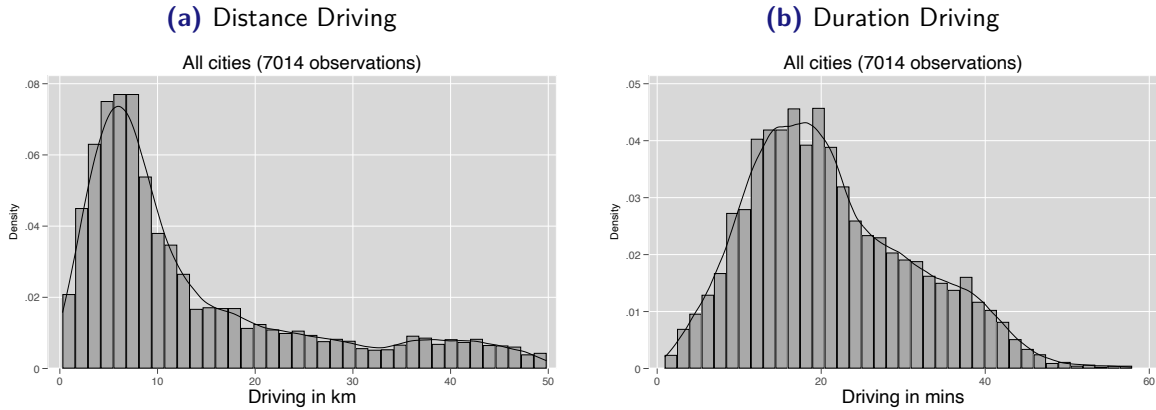 (a) Distance Driving
All cities (7014 observations)
.08
.06
.04
.02
0
Density
0 10 20 30 40 50
Driving in km
(b) Duration Driving
All cities (7014 observations)
.05
.04
.03
.02
.01
0
Density
0 20 40 60
Driving in mins